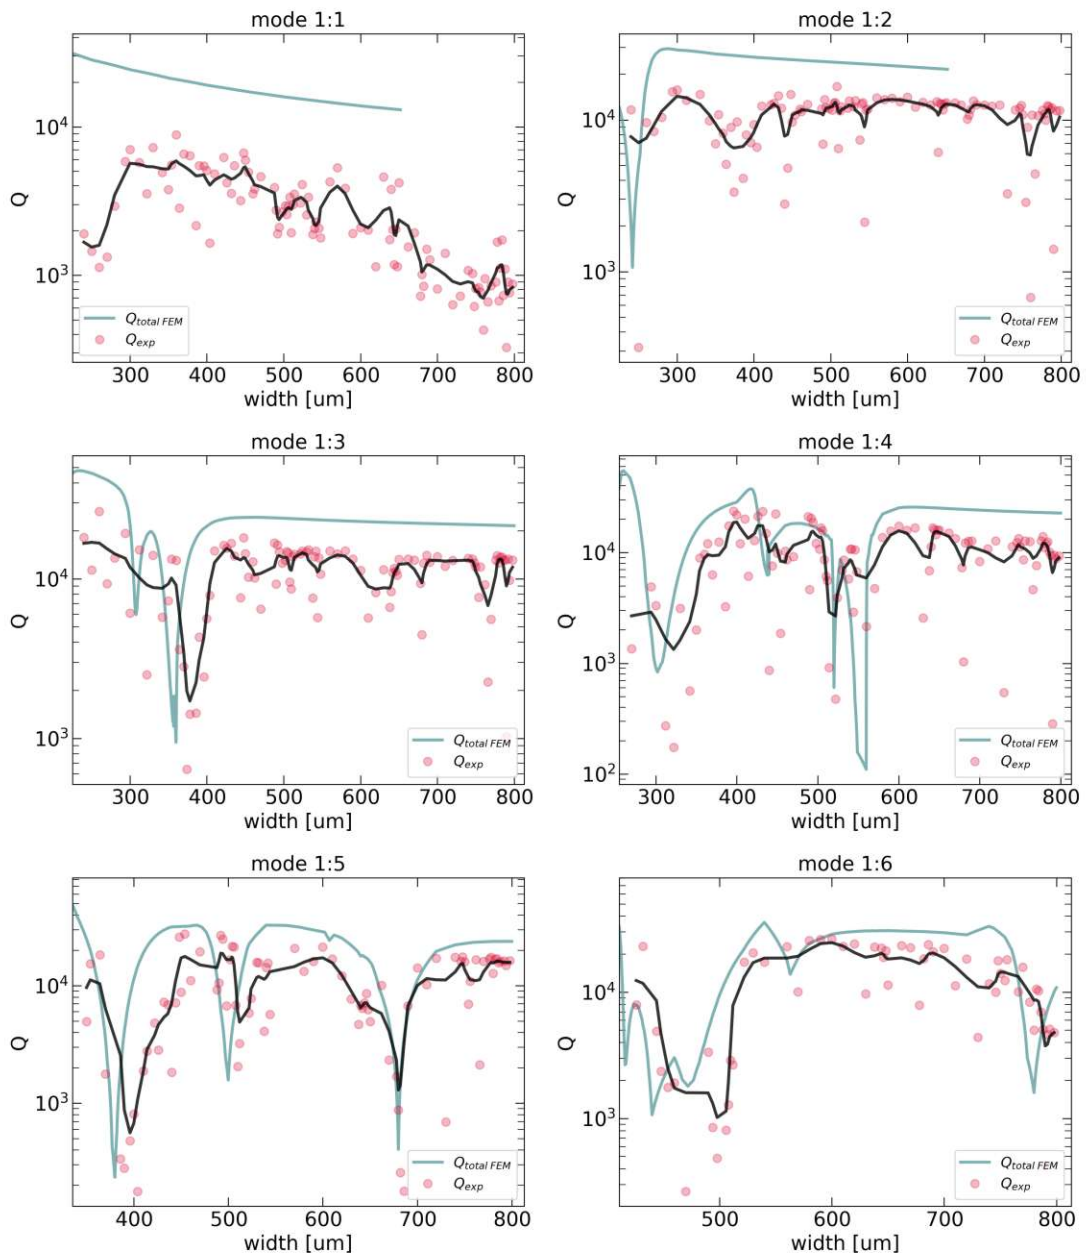 mode 1:1
mode 1:2
10⁴
10³
Q
300 400 500 600 700 800
width [um]
Q_total FEM
Q_exp
10⁴
10³
Q
300 400 500 600 700 800
width [um]
Q_total FEM
Q_exp
mode 1:3
mode 1:4
10⁴
10³
Q
300 400 500 600 700 800
width [um]
Q_total FEM
Q_exp
10⁴
10³
10²
Q
300 400 500 600 700 800
width [um]
Q_total FEM
Q_exp
mode 1:5
mode 1:6
10⁴
10³
Q
400 500 600 700 800
width [um]
Q_total FEM
Q_exp
10⁴
10³
Q
500 600 700 800
width [um]
Q_total FEM
Q_exp